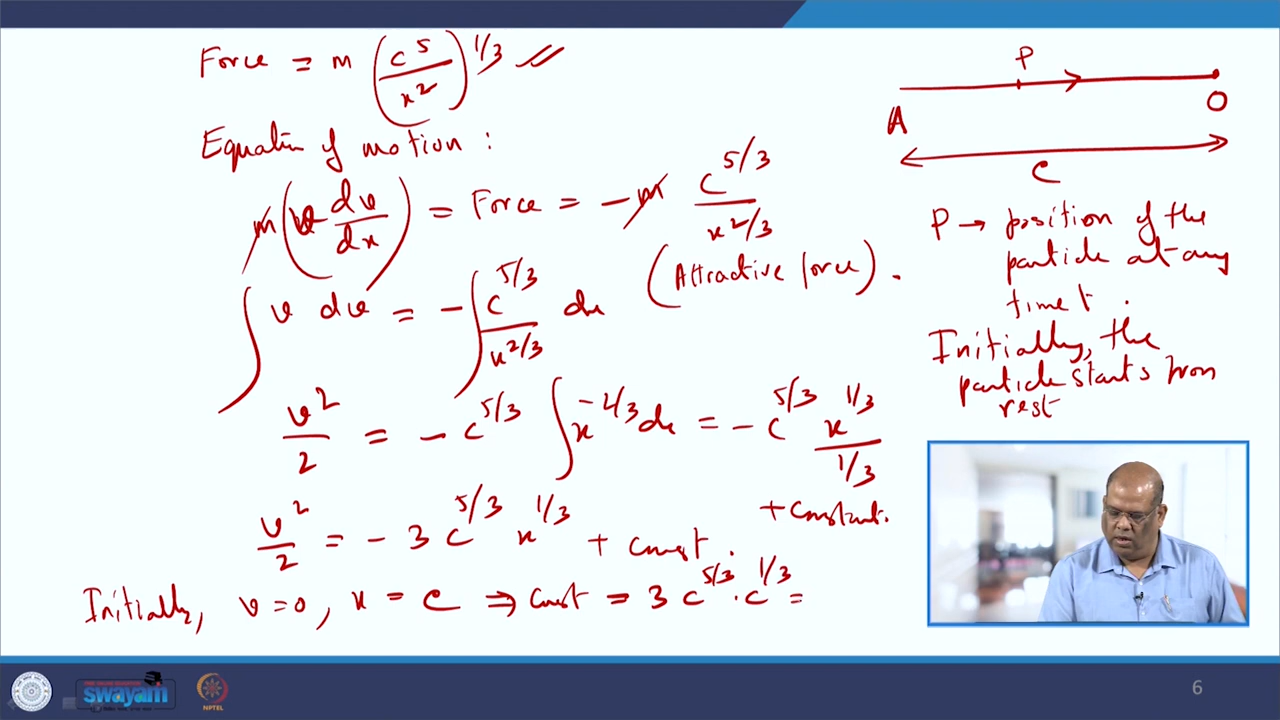 Force = m (c^5/x^2)^1/3
Equation of motion :
m (v dv/dx) = Force = - m c^5/3 / x^2/3
(Attractive force) .
∫ v dv = - ∫ c^5/3 / x^2/3 dx
v^2/2 = - c^5/3 ∫ x^-2/3 dx = - c^5/3 x^1/3 / 1/3
+ Constant.
v^2/2 = - 3 c^5/3 x^1/3 + Const .
Initially, v = 0, x = c ⇒ Const = 3 c^5/3 . c^1/3 =
P
A
O
C
P → position of the
particle at any
time t .
Initially, the
particle starts from
rest
swayam
NPTEL
6